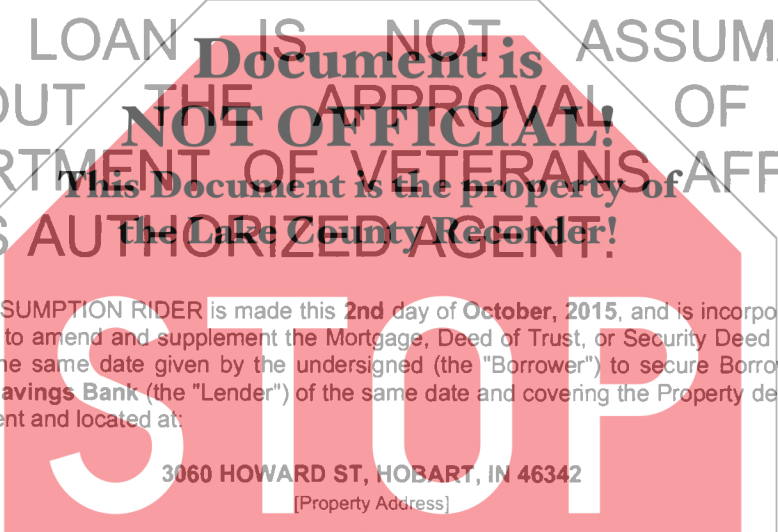 LOAN IS NOT ASSUMA
Document is
OUT THE APPROVAL OF
NOT OFFICIAL!
RTMENT OF VETERANS AFF
This Document is the property of
S AUTHORIZED AGENT.
the Lake County Recorder!
SUMPTION RIDER is made this 2nd day of October, 2015, and is incorpo
to amend and supplement the Mortgage, Deed of Trust, or Security Deed
he same date given by the undersigned (the "Borrower") to secure Borro
avings Bank (the "Lender") of the same date and covering the Property de
ent and located at:
STOP
3060 HOWARD ST, HOBART, IN 46342
[Property Address]